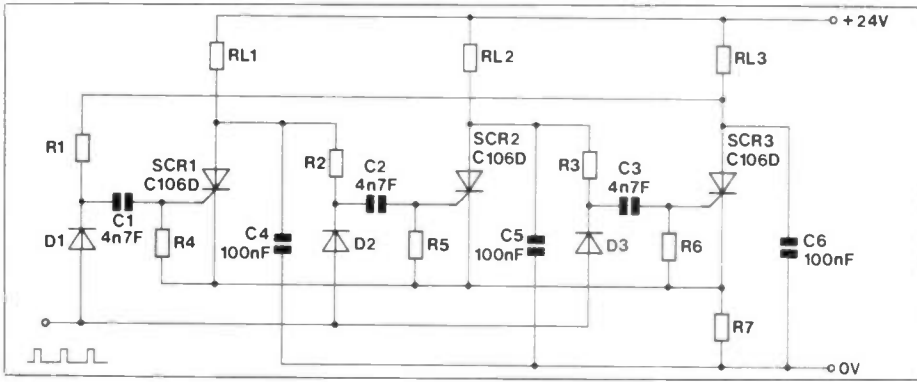 +24V
RL1
RL2
RL3
R1
SCR1
C106D
R2
C2
4n7F
SCR2
C106D
R3
C3
4n7F
SCR3
C106D
C1
4n7F
D1
R4
C4
100nF
D2
R5
C5
100nF
D3
R6
C6
100nF
R7
0V